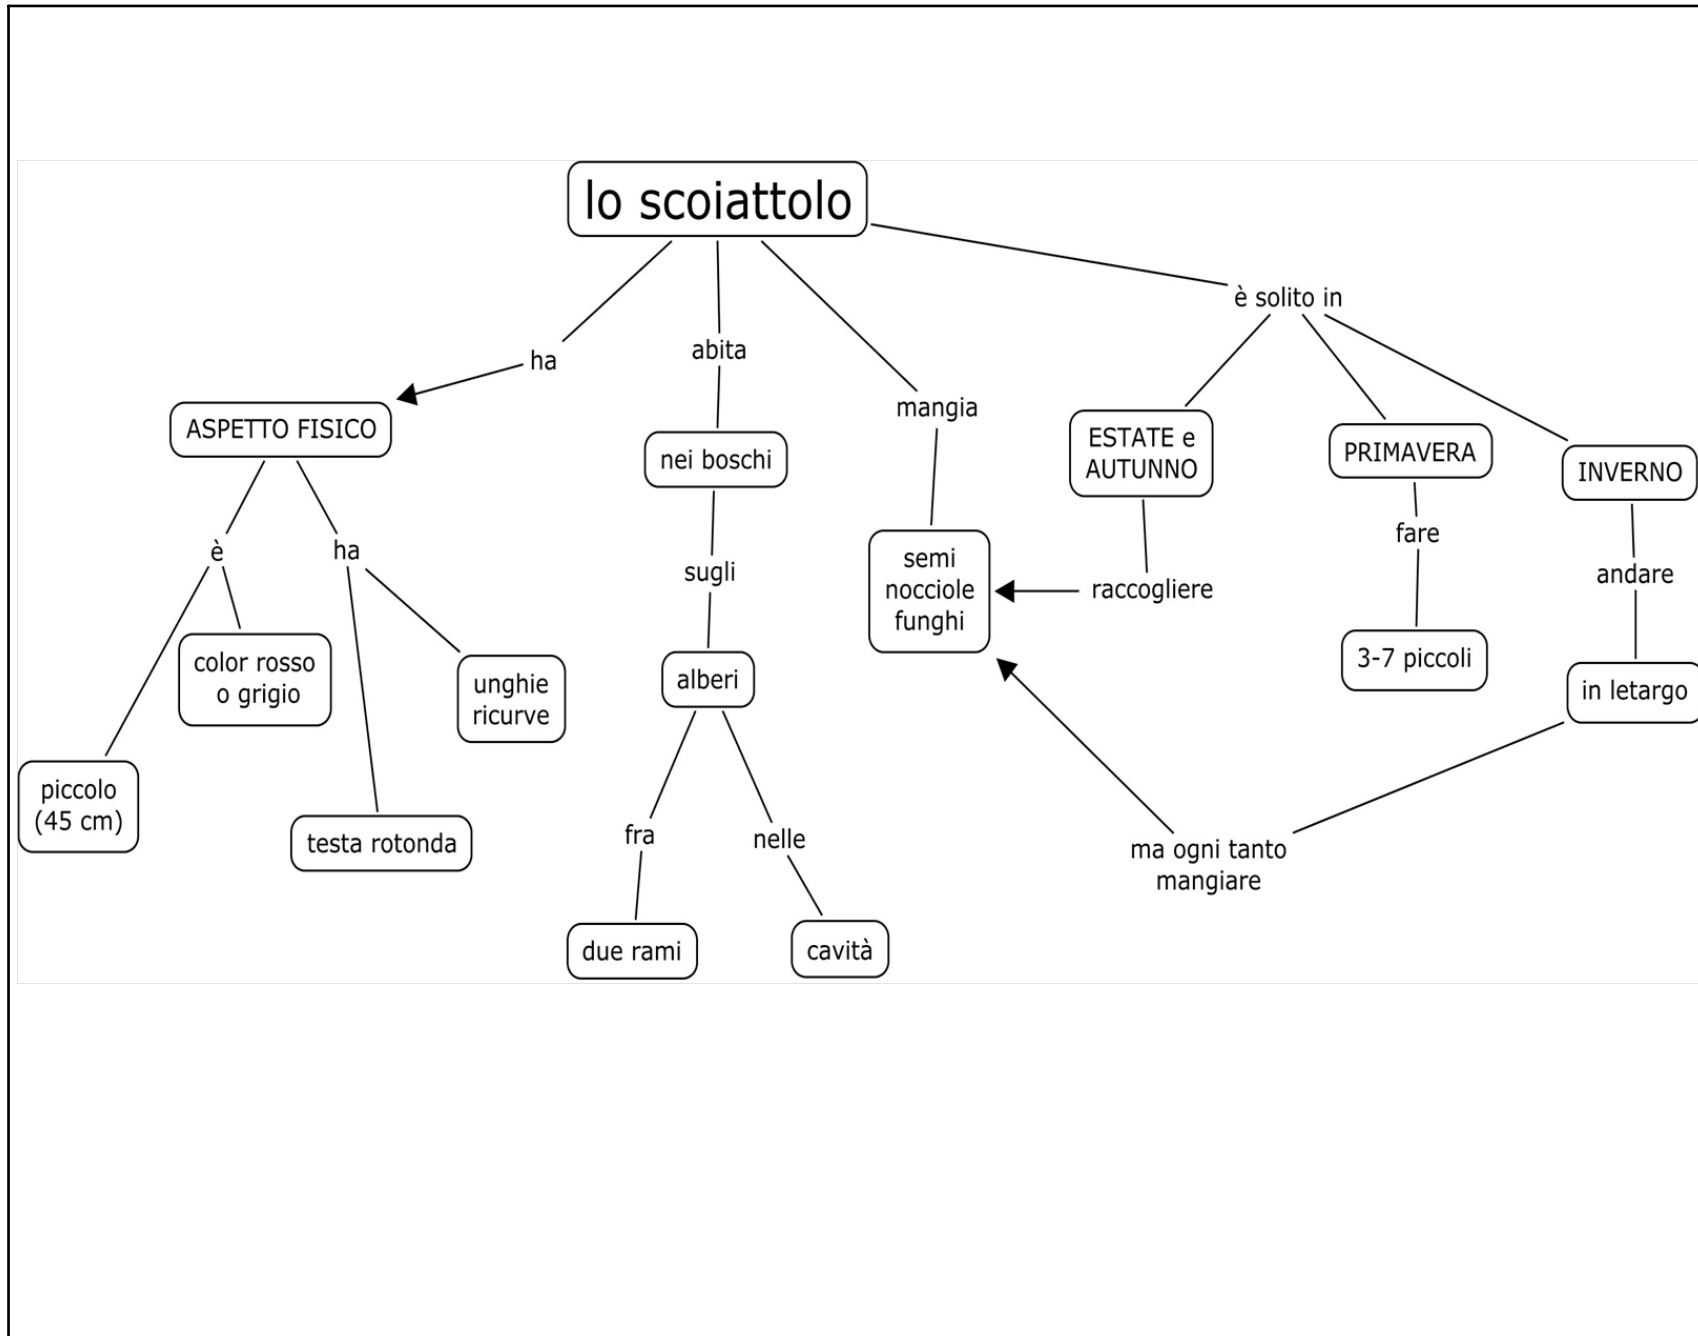 lo scoiattolo
è solito in
ha
abita
mangia
ASPETTO FISICO
nei boschi
ESTATE e
AUTUNNO
PRIMAVERA
INVERNO
è
ha
sugli
semi
nocciole
funghi
raccogliere
fare
andare
color rosso
o grigio
unghie
ricurve
alberi
3-7 piccoli
in letargo
piccolo
(45 cm)
testa rotonda
fra
nelle
ma ogni tanto
mangiare
due rami
cavità